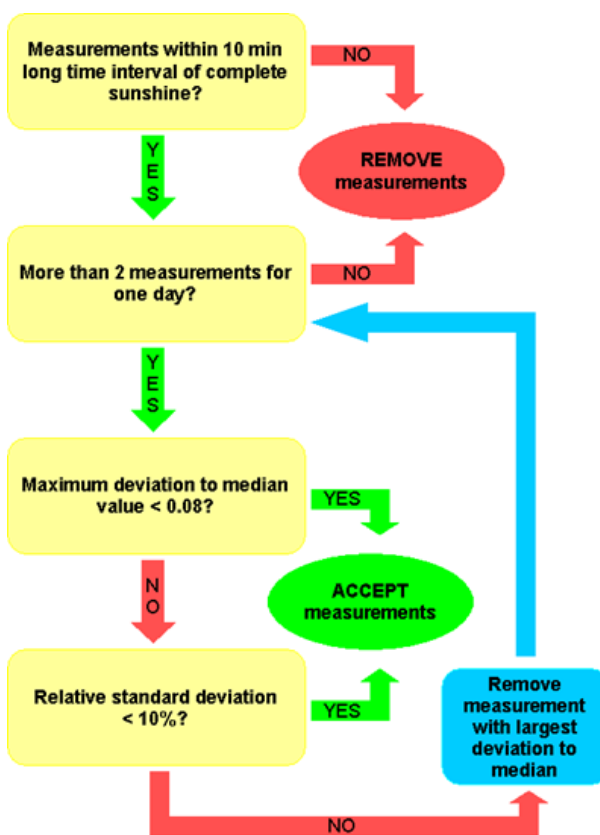 Measurements within 10 min
long time interval of complete
sunshine?
NO
YES
REMOVE
measurements
More than 2 measurements for
one day?
NO
YES
Maximum deviation to median
value < 0.08?
YES
NO
ACCEPT
measurements
Relative standard deviation
< 10%?
YES
Remove
measurement
with largest
deviation to
median
NO